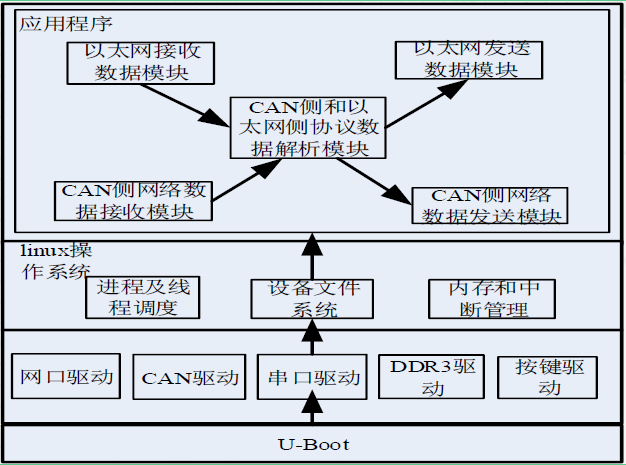 应用程序
以太网接收
数据模块
以太网发送
数据模块
CAN侧和以
太网侧协议数
据解析模块
CAN侧网络数
据接收模块
CAN侧网络
数据发送模块
linux操
作系统
进程及线
程调度
设备文件
系统
内存和中
断管理
网口驱动
CAN驱动
串口驱动
DDR3驱
动
按键驱
动
U-Boot